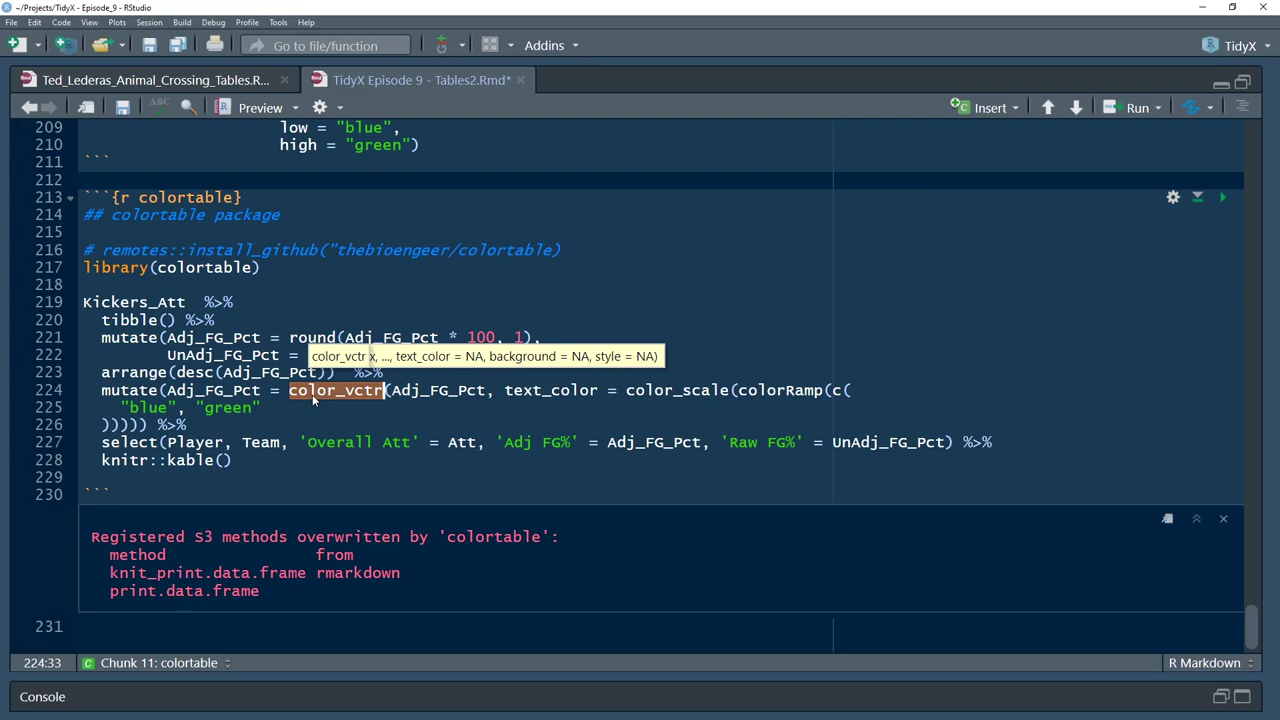 ~/Projects/TidyX - Episode_9 - RStudio
File Edit Code View Plots Session Build Debug Profile Tools Help
Go to file/function Addins TidyX
Ted_Lederas_Animal_Crossing_Tables.R... TidyX Episode 9 - Tables2.Rmd*
ABC Preview Insert Run
209 low = "blue",
210 high = "green")
211 ```
212
213 ```{r colortable}
214 ## colortable package
215
216 # remotes::install_github("thebioengeer/colortable)
217 library(colortable)
218
219 Kickers_Att %>%
220 tibble() %>%
221 mutate(Adj_FG_Pct = round(Adj_FG_Pct * 100, 1),
222 UnAdj_FG_Pct =
color_vctr x, ..., text_color = NA, background = NA, style = NA)
223 arrange(desc(Adj_FG_Pct)) %>%
224 mutate(Adj_FG_Pct = color_vctr(Adj_FG_Pct, text_color = color_scale(colorRamp(c(
225 "blue", "green"
226 ))))) %>%
227 select(Player, Team, 'Overall Att' = Att, 'Adj FG%' = Adj_FG_Pct, 'Raw FG%' = UnAdj_FG_Pct) %>%
228 knitr::kable()
229
230 ```
Registered S3 methods overwritten by 'colortable':
method from
knit_print.data.frame rmarkdown
print.data.frame
231
224:33 Chunk 11: colortable R Markdown
Console